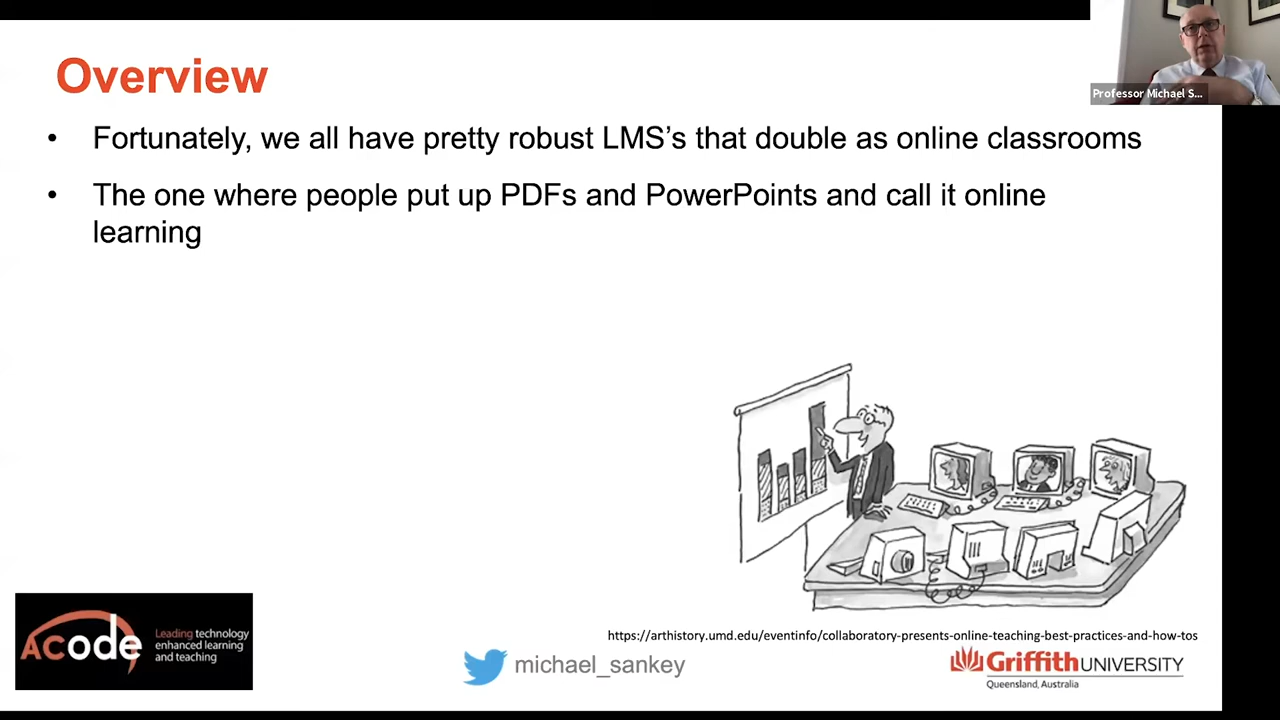 Overview
Professor Michael S...
• Fortunately, we all have pretty robust LMS's that double as online classrooms
• The one where people put up PDFs and PowerPoints and call it online
learning
https://arthistory.umd.edu/eventinfo/collaboratory-presents-online-teaching-best-practices-and-how-tos
ACode
Leading technology
enhanced learning
and teaching
michael_sankey
Griffith UNIVERSITY
Queensland, Australia